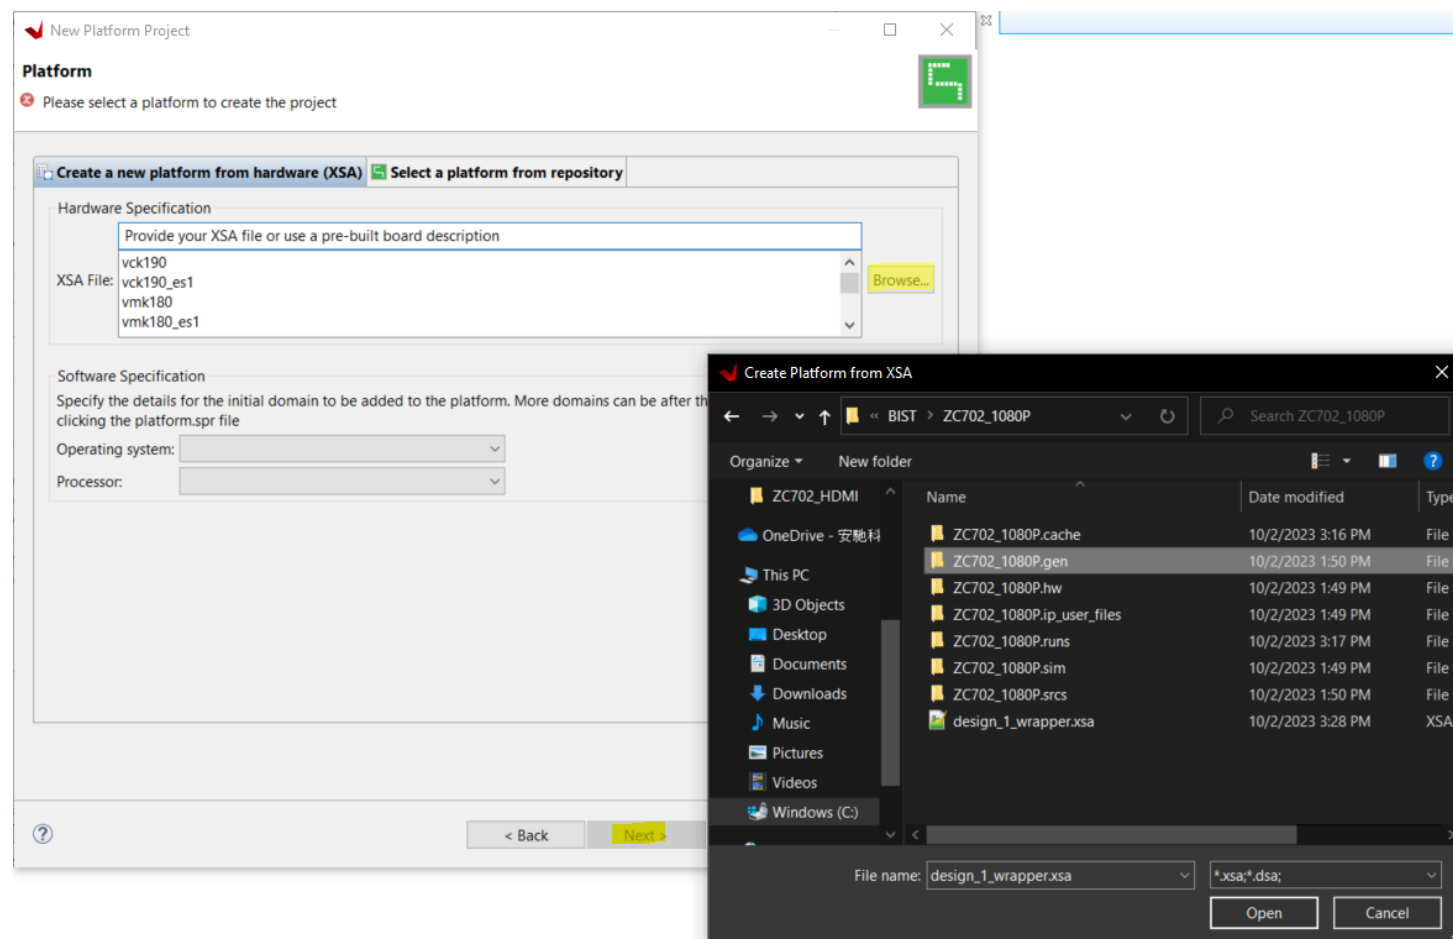 New Platform Project
Platform
Please select a platform to create the project
Create a new platform from hardware (XSA)
Select a platform from repository
Hardware Specification
Provide your XSA file or use a pre-built board description
XSA File:
vck190
vck190_es1
vmk180
vmk180_es1
Browse...
Software Specification
Specify the details for the initial domain to be added to the platform. More domains can be after th
clicking the platform.spr file
Operating system:
Processor:
< Back
Next >
Create Platform from XSA
« BIST > ZC702_1080P
Search ZC702_1080P
Organize
New folder
ZC702_HDMI
OneDrive - 安馳科
This PC
3D Objects
Desktop
Documents
Downloads
Music
Pictures
Videos
Windows (C:)
Name Date modified Type
ZC702_1080P.cache 10/2/2023 3:16 PM File
ZC702_1080P.gen 10/2/2023 1:50 PM File
ZC702_1080P.hw 10/2/2023 1:49 PM File
ZC702_1080P.ip_user_files 10/2/2023 1:49 PM File
ZC702_1080P.runs 10/2/2023 3:17 PM File
ZC702_1080P.sim 10/2/2023 1:49 PM File
ZC702_1080P.srcs 10/2/2023 1:50 PM File
design_1_wrapper.xsa 10/2/2023 3:28 PM XSA
File name: design_1_wrapper.xsa
*.xsa;*.dsa;
Open
Cancel